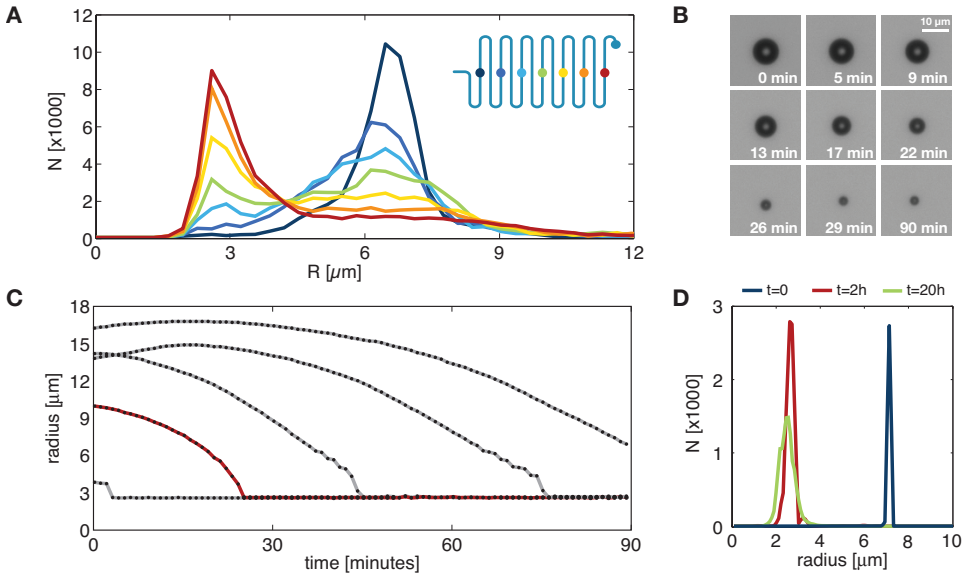 A
12
10
8
6
4
2
0
N [x1000]
0
3
6
9
12
R [µm]
B
10 µm
0 min
5 min
9 min
13 min
17 min
22 min
26 min
29 min
90 min
C
18
15
12
9
6
3
0
radius [µm]
0
30
60
90
time [minutes]
D
t=0
t=2h
t=20h
3
2
1
0
N [x1000]
0
2
4
6
8
10
radius [µm]